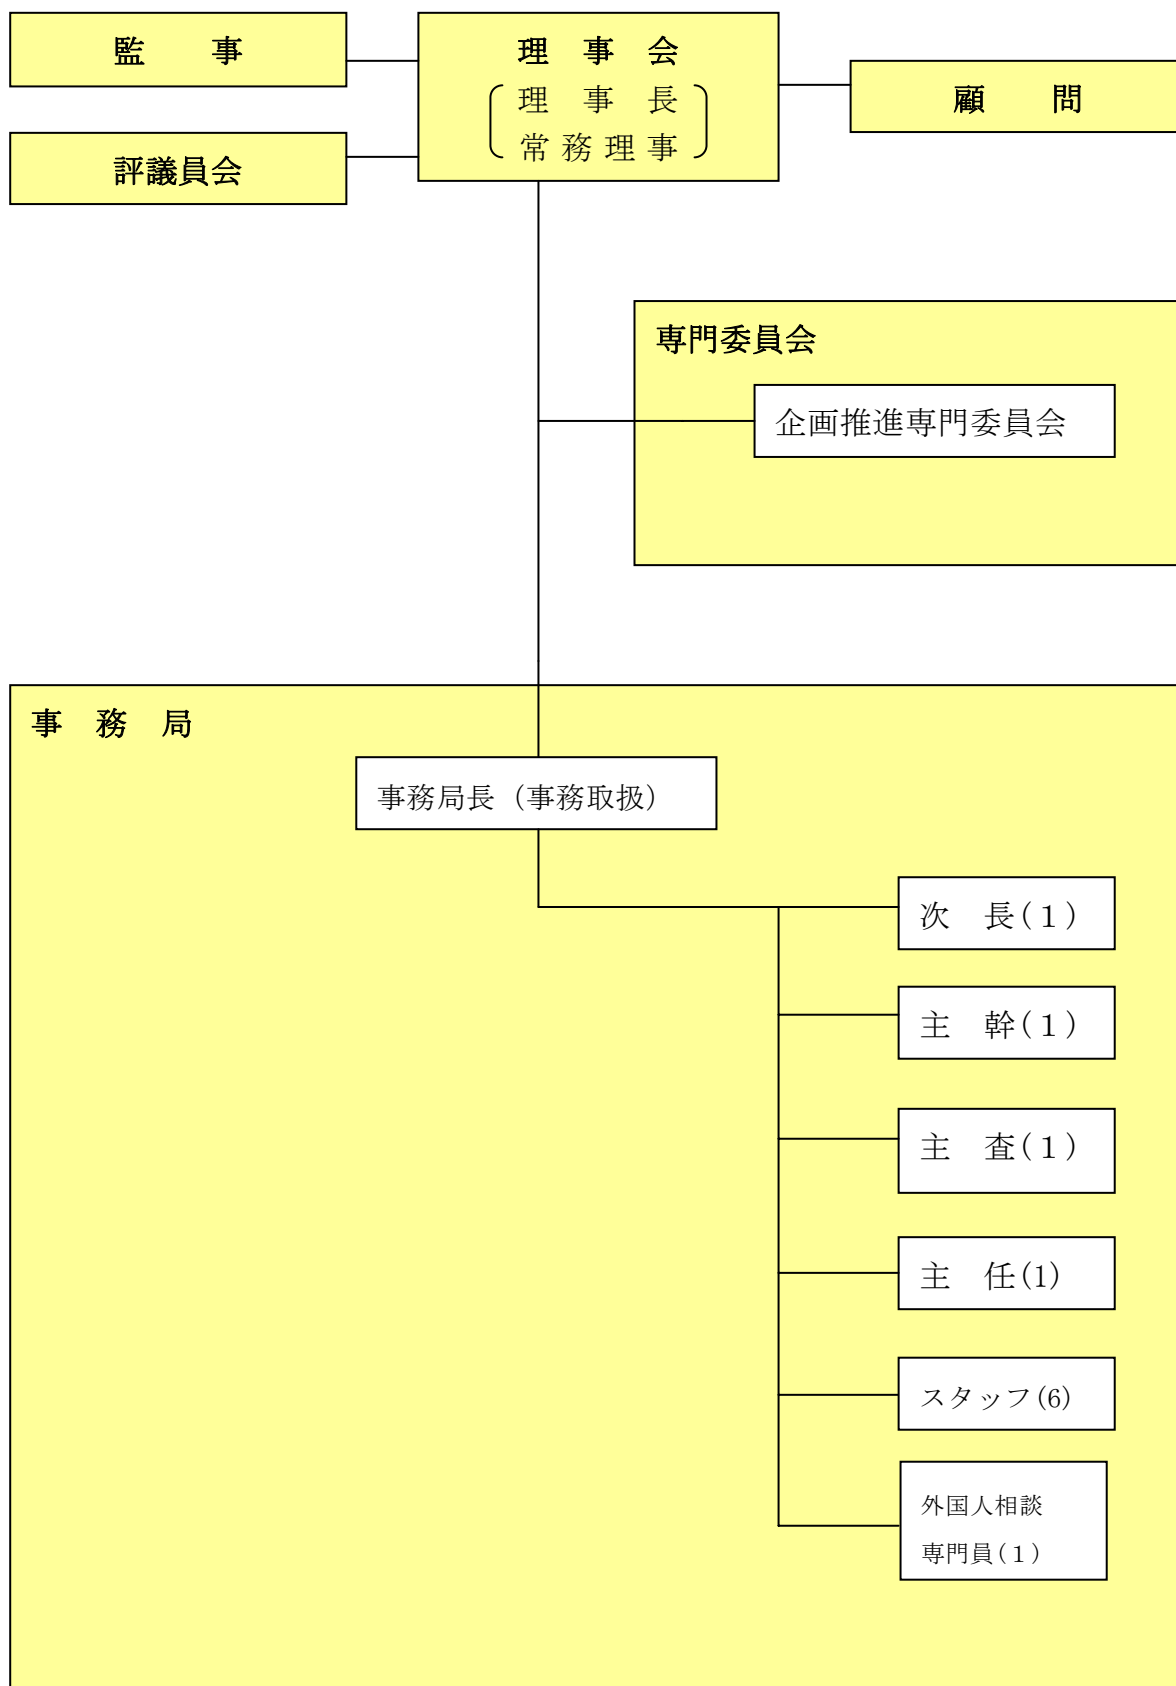 監　　事
理　事　会
理　事　長
常 務 理 事
顧　　問
評議員会
専門委員会
企画推進専門委員会
事　務　局
事務局長（事務取扱）
次　長(１)
主　幹(１)
主　査(１)
主　任(1)
スタッフ(6)
外国人相談
専門員(１)